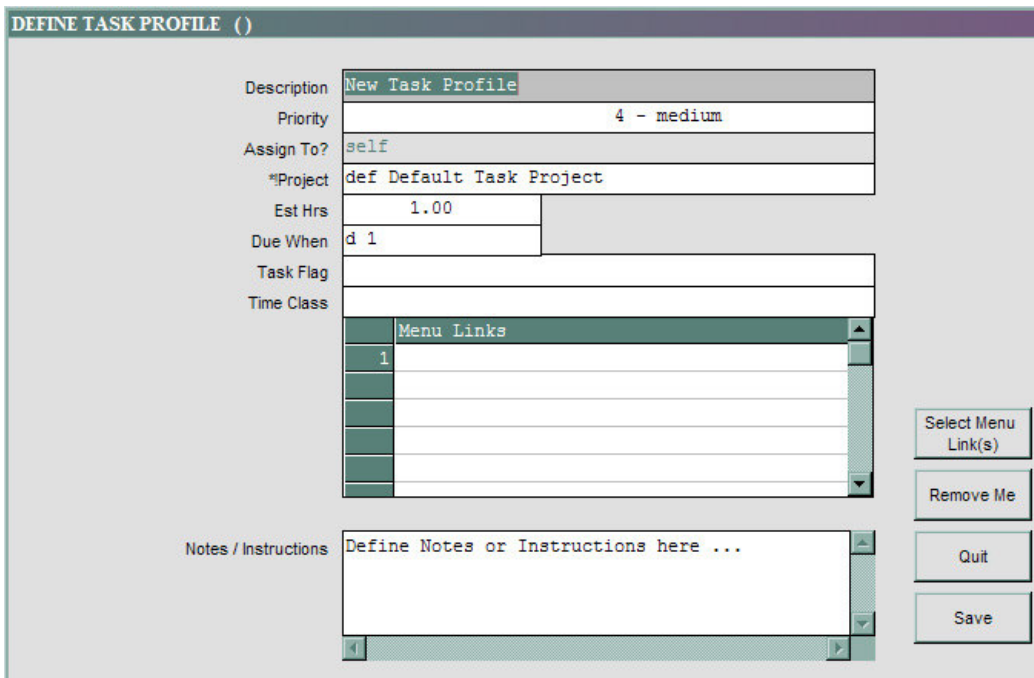 DEFINE TASK PROFILE ( )
Description New Task Profile
Priority 4 - medium
Assign To? self
*!Project def Default Task Project
Est Hrs 1.00
Due When d 1
Task Flag
Time Class
Menu Links
1
Select Menu
Link(s)
Remove Me
Notes / Instructions Define Notes or Instructions here ...
Quit
Save